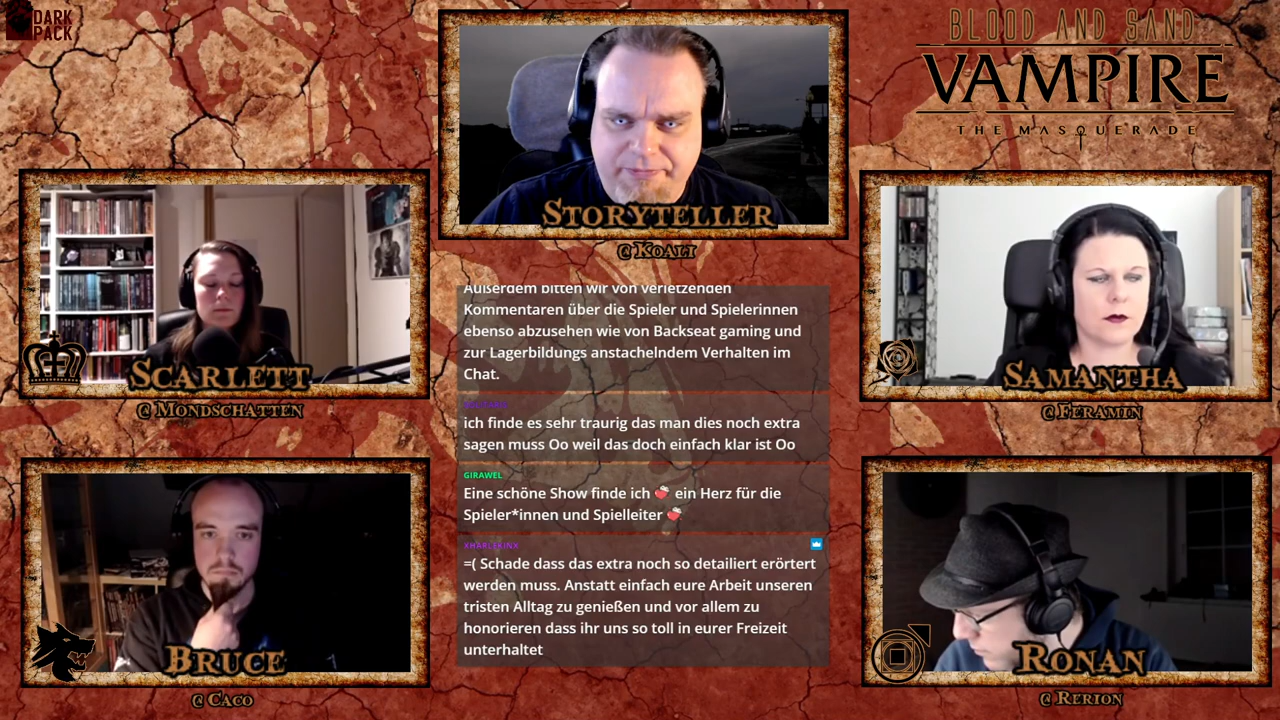 DARK
PACK
BLOOD AND SAND
VAMPIRE
THE MASQUERADE
STORYTELLER
@ KOALI
SCARLETT
@ MONDSCHATTEN
SAMANTHA
@ FERAMIN
Außerdem bitten wir von verletzenden
Kommentaren über die Spieler und Spielerinnen
ebenso abzusehen wie von Backseat gaming und
zur Lagerbildungs anstachelndem Verhalten im
Chat.
ich finde es sehr traurig das man dies noch extra
sagen muss Oo weil das doch einfach klar ist Oo
GIRAWEL
Eine schöne Show finde ich ein Herz für die
Spieler*innen und Spielleiter
XHARLEKINX
=( Schade dass das extra noch so detailiert erörtert
werden muss. Anstatt einfach eure Arbeit unseren
tristen Alltag zu genießen und vor allem zu
honorieren dass ihr uns so toll in eurer Freizeit
unterhaltet
BRUCE
@ CACO
RONAN
@ RERION